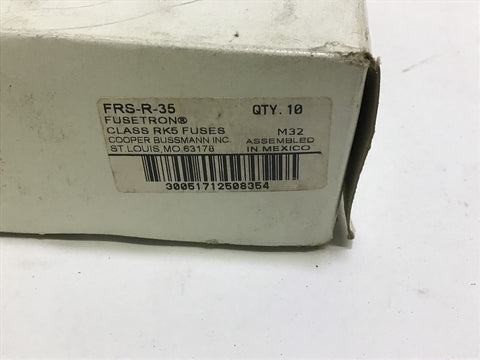 FRS-R-35 QTY. 10
FUSETRON®
CLASS RK5 FUSES M32
COOPER BUSSMANN INC. ASSEMBLED
ST. LOUIS, MO. 63178 IN MEXICO
30051712508354